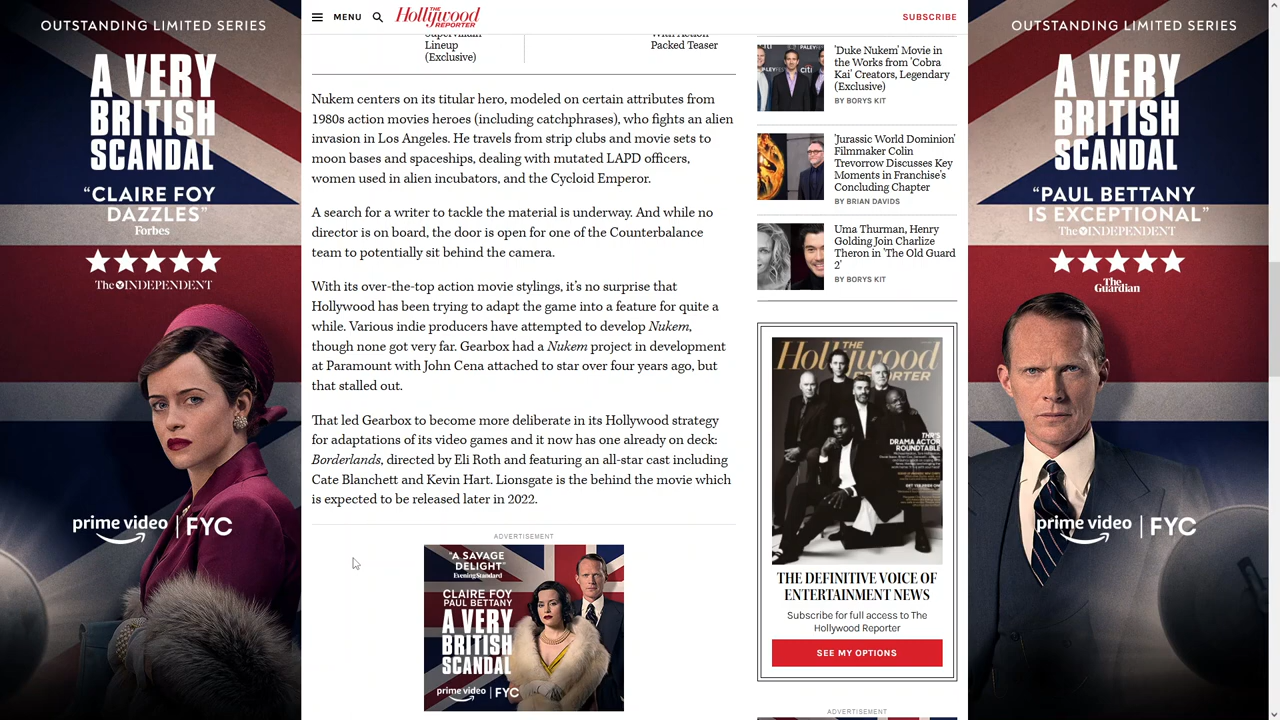 OUTSTANDING LIMITED SERIES
A VERY
BRITISH
SCANDAL
"CLAIRE FOY
DAZZLES"
Forbes
The INDEPENDENT
prime video | FYC
MENU
THE
Hollywood
REPORTER
SUBSCRIBE
Supervillain
Lineup
(Exclusive)
With Action
Packed Teaser
Nukem centers on its titular hero, modeled on certain attributes from
1980s action movies heroes (including catchphrases), who fights an alien
invasion in Los Angeles. He travels from strip clubs and movie sets to
moon bases and spaceships, dealing with mutated LAPD officers,
women used in alien incubators, and the Cycloid Emperor.
A search for a writer to tackle the material is underway. And while no
director is on board, the door is open for one of the Counterbalance
team to potentially sit behind the camera.
With its over-the-top action movie stylings, it's no surprise that
Hollywood has been trying to adapt the game into a feature for quite a
while. Various indie producers have attempted to develop Nukem,
though none got very far. Gearbox had a Nukem project in development
at Paramount with John Cena attached to star over four years ago, but
that stalled out.
That led Gearbox to become more deliberate in its Hollywood strategy
for adaptations of its video games and it now has one already on deck:
Borderlands, directed by Eli Roth and featuring an all-star cast including
Cate Blanchett and Kevin Hart. Lionsgate is the behind the movie which
is expected to be released later in 2022.
ADVERTISEMENT
"A SAVAGE
DELIGHT"
Evening Standard
CLAIRE FOY
PAUL BETTANY
A VERY
BRITISH
SCANDAL
prime video | FYC
'Duke Nukem' Movie in
the Works from 'Cobra
Kai' Creators, Legendary
(Exclusive)
BY BORYS KIT
'Jurassic World Dominion'
Filmmaker Colin
Trevorrow Discusses Key
Moments in Franchise's
Concluding Chapter
BY BRIAN DAVIDS
Uma Thurman, Henry
Golding Join Charlize
Theron in 'The Old Guard
2'
BY BORYS KIT
THE
Hollywood
REPORTER
THR'S
DRAMA ACTOR
ROUNDTABLE
THE DEFINITIVE VOICE OF
ENTERTAINMENT NEWS
Subscribe for full access to The
Hollywood Reporter
SEE MY OPTIONS
ADVERTISEMENT
OUTSTANDING LIMITED SERIES
A VERY
BRITISH
SCANDAL
"PAUL BETTANY
IS EXCEPTIONAL"
The INDEPENDENT
The
Guardian
prime video | FYC